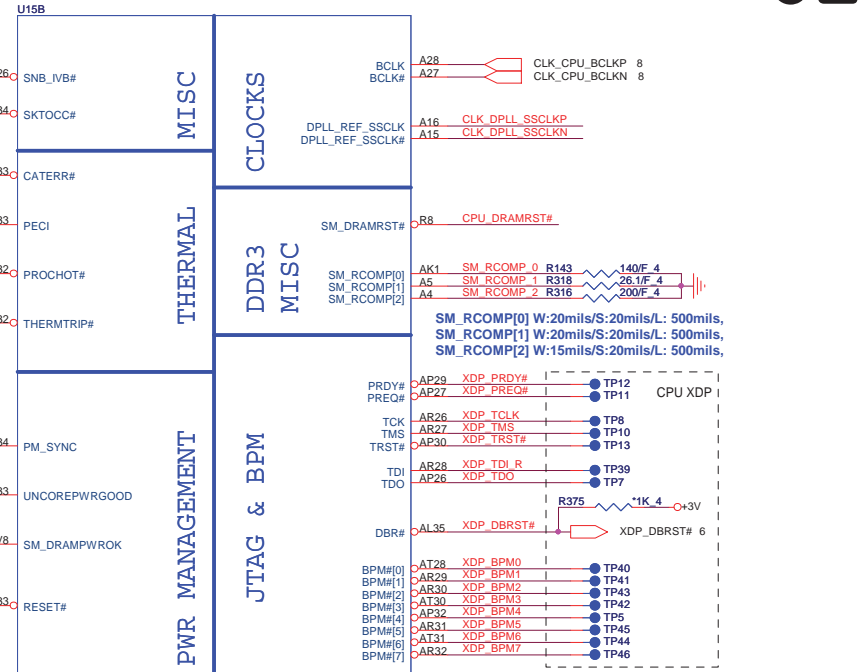 U15B
SNB_IVB#
SKTOCC#
MISC
CATERR#
PECI
PROCHOT#
THERMTRIP#
THERMAL
PM_SYNC
UNCOREPWRGOOD
SM_DRAMPWROK
RESET#
PWR MANAGEMENT
CLOCKS
BCLK A28 CLK_CPU_BCLKP 8
BCLK# A27 CLK_CPU_BCLKN 8
DPLL_REF_SSCLK A16 CLK_DPLL_SSCLKP
DPLL_REF_SSCLK# A15 CLK_DPLL_SSCLKN
DDR3
MISC
SM_DRAMRST# R8 CPU_DRAMRST#
SM_RCOMP[0] AK1 SM_RCOMP_0 R143 140/F_4
SM_RCOMP[1] A5 SM_RCOMP_1 R318 26.1/F_4
SM_RCOMP[2] A4 SM_RCOMP_2 R316 200/F_4
SM_RCOMP[0] W:20mils/S:20mils/L: 500mils,
SM_RCOMP[1] W:20mils/S:20mils/L: 500mils,
SM_RCOMP[2] W:15mils/S:20mils/L: 500mils,
JTAG & BPM
CPU XDP
PRDY# AP29 XDP_PRDY# TP12
PREQ# AP27 XDP_PREQ# TP11
TCK AR26 XDP_TCLK TP8
TMS AR27 XDP_TMS TP10
TRST# AP30 XDP_TRST# TP13
TDI AR28 XDP_TDI_R TP39
TDO AP26 XDP_TDO TP7
R375 *1K_4 +3V
DBR# AL35 XDP_DBRST# XDP_DBRST# 6
BPM#[0] AT28 XDP_BPM0 TP40
BPM#[1] AR29 XDP_BPM1 TP41
BPM#[2] AR30 XDP_BPM2 TP43
BPM#[3] AT30 XDP_BPM3 TP42
BPM#[4] AP32 XDP_BPM4 TP5
BPM#[5] AR31 XDP_BPM5 TP45
BPM#[6] AT31 XDP_BPM6 TP44
BPM#[7] AR32 XDP_BPM7 TP46